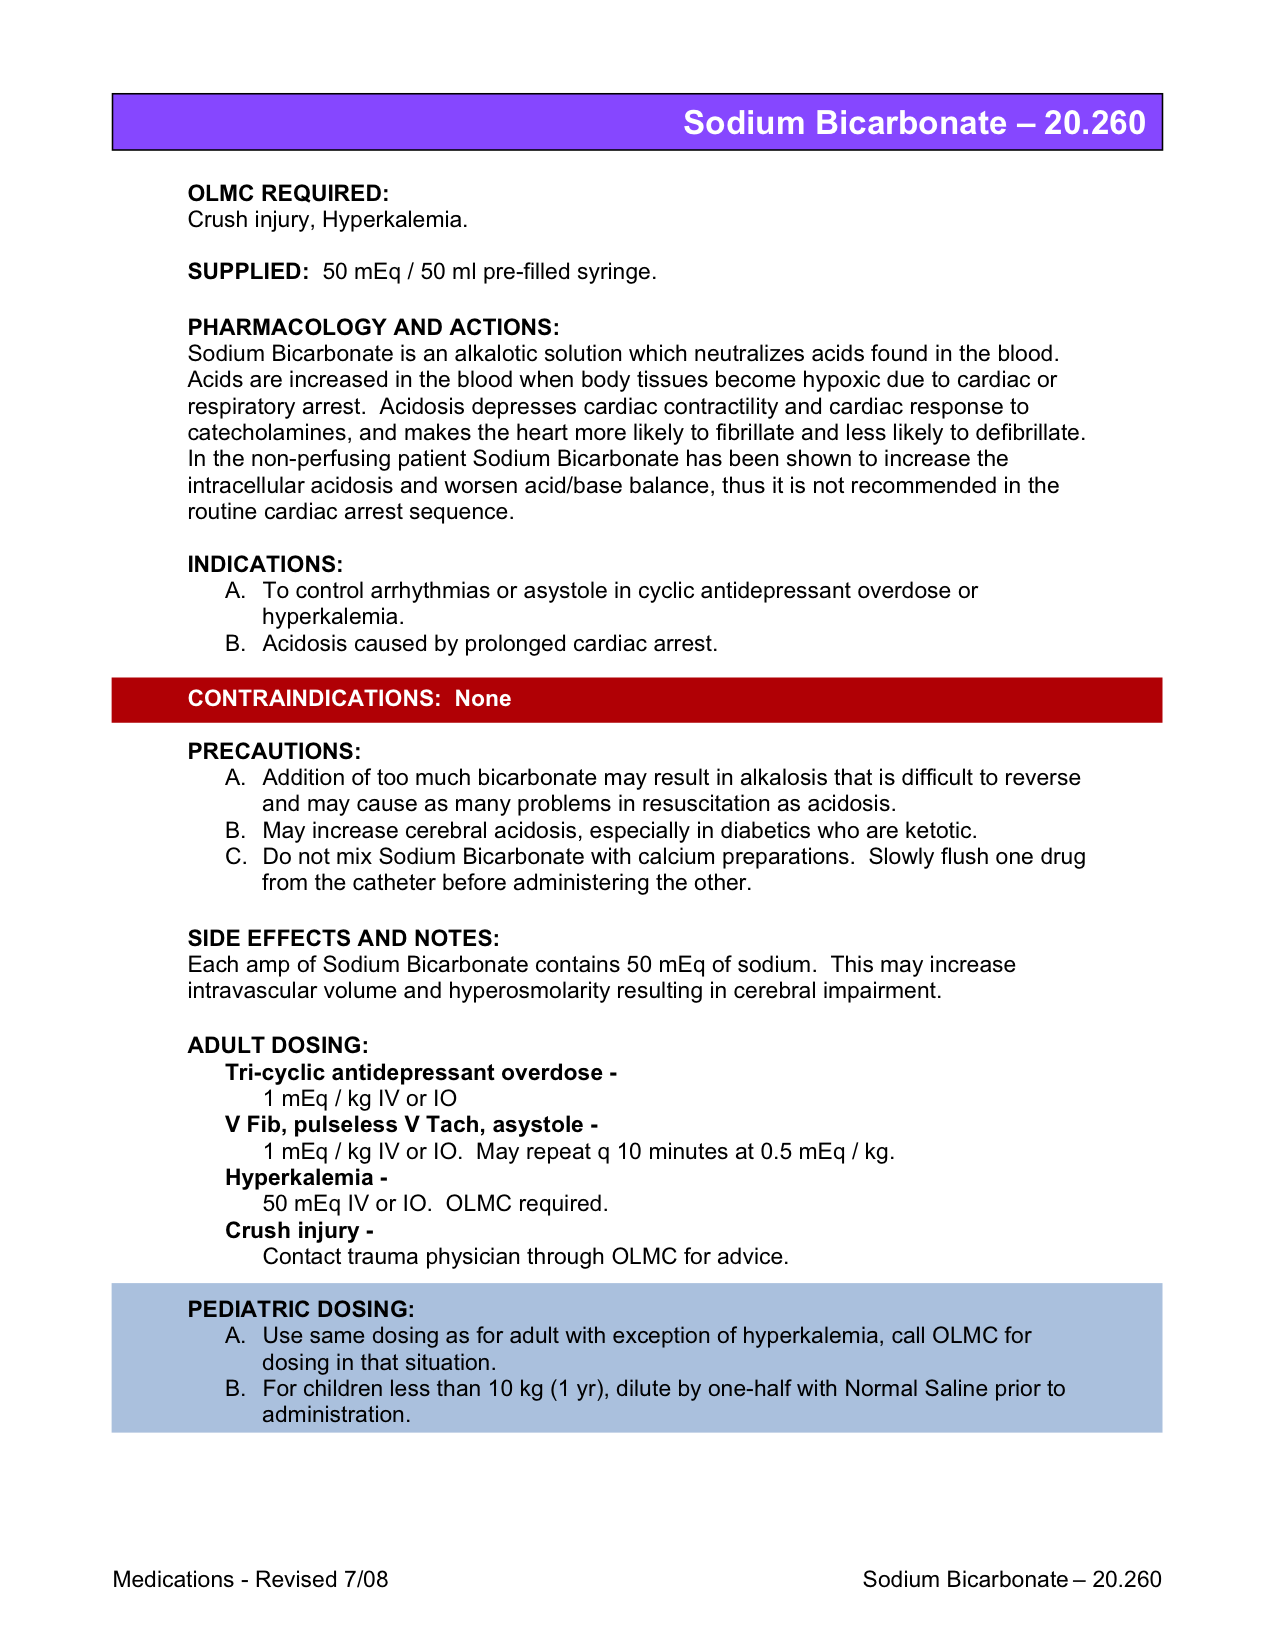 Sodium Bicarbonate – 20.260
OLMC REQUIRED:
Crush injury, Hyperkalemia.
SUPPLIED:  50 mEq / 50 ml pre-filled syringe.
PHARMACOLOGY AND ACTIONS:
Sodium Bicarbonate is an alkalotic solution which neutralizes acids found in the blood.
Acids are increased in the blood when body tissues become hypoxic due to cardiac or
respiratory arrest.  Acidosis depresses cardiac contractility and cardiac response to
catecholamines, and makes the heart more likely to fibrillate and less likely to defibrillate.
In the non-perfusing patient Sodium Bicarbonate has been shown to increase the
intracellular acidosis and worsen acid/base balance, thus it is not recommended in the
routine cardiac arrest sequence.
INDICATIONS:
A. To control arrhythmias or asystole in cyclic antidepressant overdose or
hyperkalemia.
B. Acidosis caused by prolonged cardiac arrest.
CONTRAINDICATIONS:  None
PRECAUTIONS:
A. Addition of too much bicarbonate may result in alkalosis that is difficult to reverse
and may cause as many problems in resuscitation as acidosis.
B. May increase cerebral acidosis, especially in diabetics who are ketotic.
C. Do not mix Sodium Bicarbonate with calcium preparations.  Slowly flush one drug
from the catheter before administering the other.
SIDE EFFECTS AND NOTES:
Each amp of Sodium Bicarbonate contains 50 mEq of sodium.  This may increase
intravascular volume and hyperosmolarity resulting in cerebral impairment.
ADULT DOSING:
Tri-cyclic antidepressant overdose -
1 mEq / kg IV or IO
V Fib, pulseless V Tach, asystole -
1 mEq / kg IV or IO.  May repeat q 10 minutes at 0.5 mEq / kg.
Hyperkalemia -
50 mEq IV or IO.  OLMC required.
Crush injury -
Contact trauma physician through OLMC for advice.
PEDIATRIC DOSING:
A. Use same dosing as for adult with exception of hyperkalemia, call OLMC for
dosing in that situation.
B. For children less than 10 kg (1 yr), dilute by one-half with Normal Saline prior to
administration.
Medications - Revised 7/08
Sodium Bicarbonate – 20.260